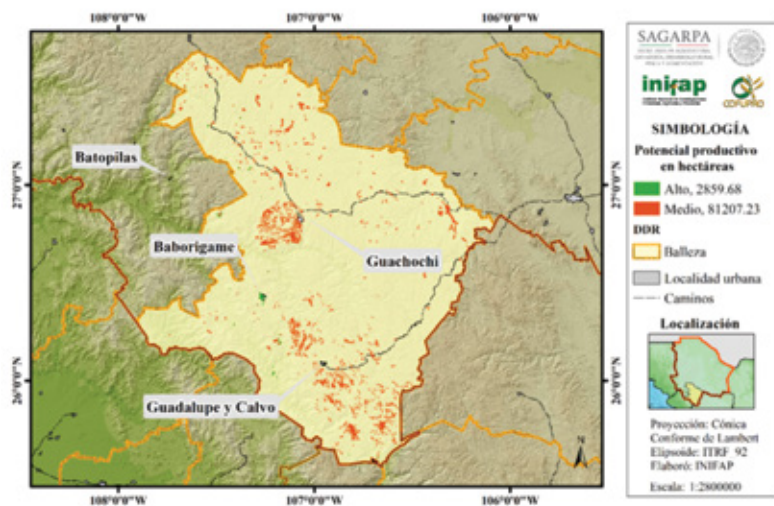 108°0'0"W
107°0'0"W
106°0'0"W
27°0'0"N
26°0'0"N
Batopilas
Baborigame
Guachochi
Guadalupe y Calvo
N
108°0'0"W
107°0'0"W
106°0'0"W
27°0'0"N
26°0'0"N
SAGARPA
inifap
COFUPRO
SIMBOLOGÍA
Potencial productivo
en hectáreas
Alto, 2859.68
Medio, 81207.23
DDR
Balleza
Localidad urbana
Caminos
Localización
Proyección: Cónica
Conforme de Lambert
Elipsoide: ITRF_92
Elaboró: INIFAP
Escala: 1:2800000